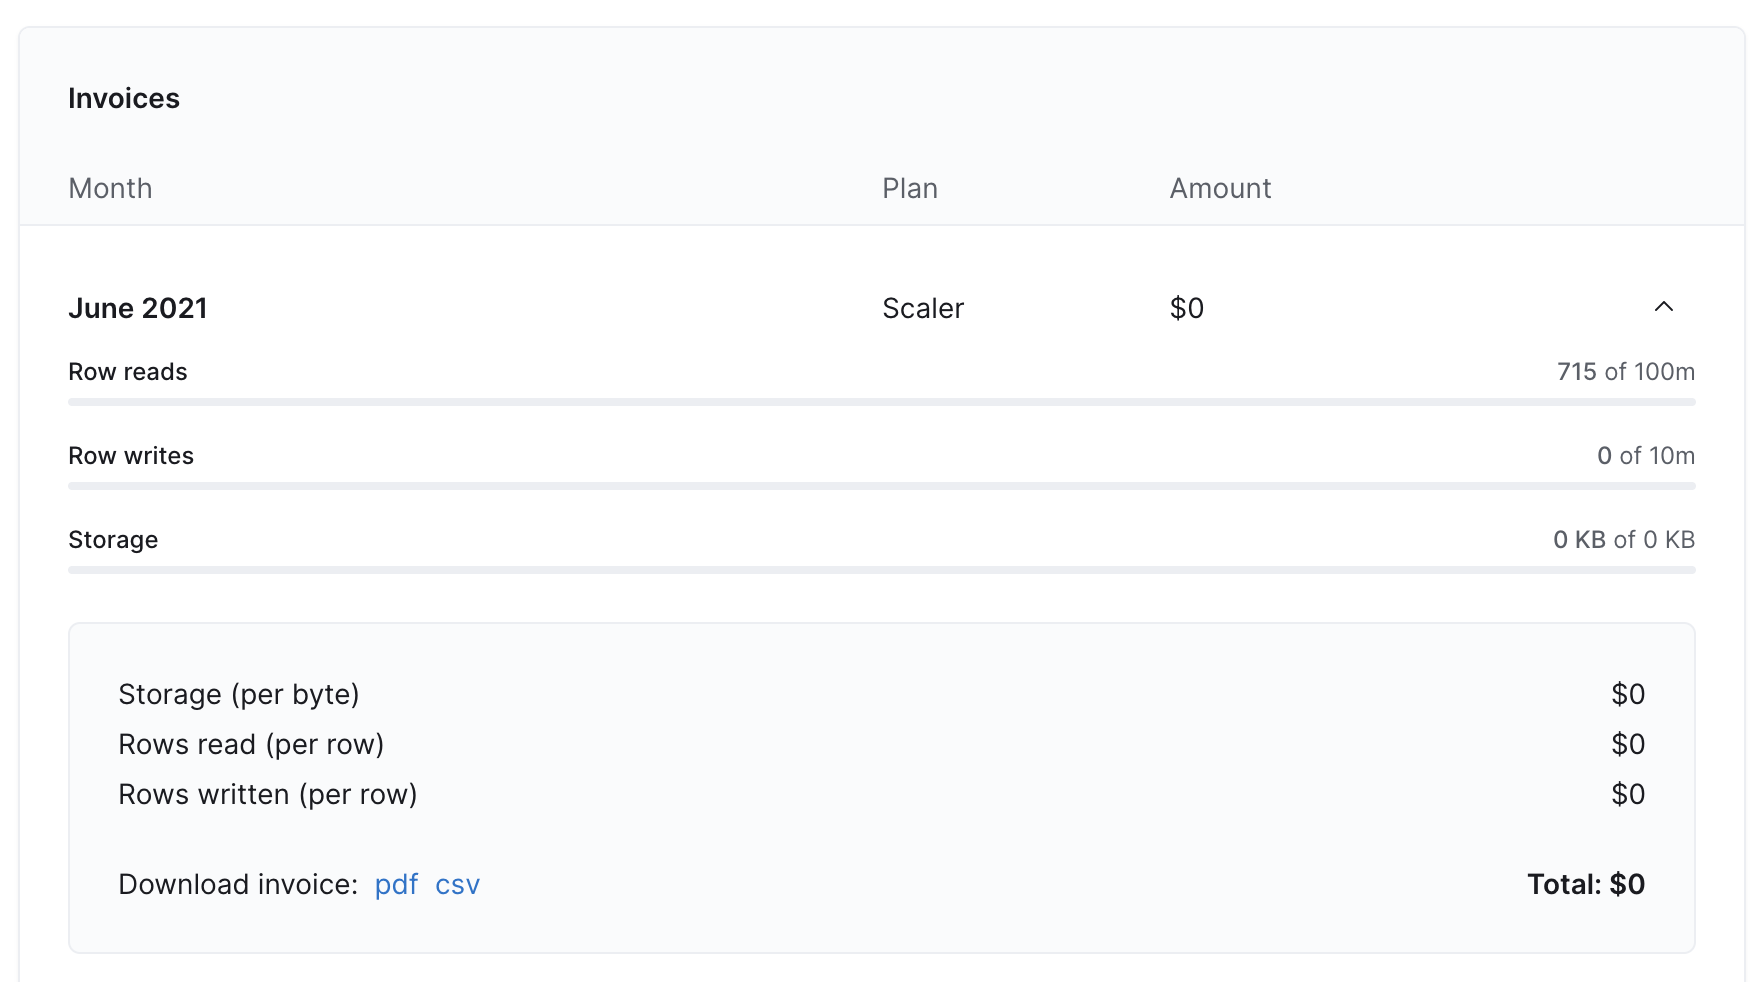 Invoices
Month Plan Amount
June 2021 Scaler $0
Row reads 715 of 100m
Row writes 0 of 10m
Storage 0 KB of 0 KB
Storage (per byte) $0
Rows read (per row) $0
Rows written (per row) $0
Download invoice: pdf csv Total: $0